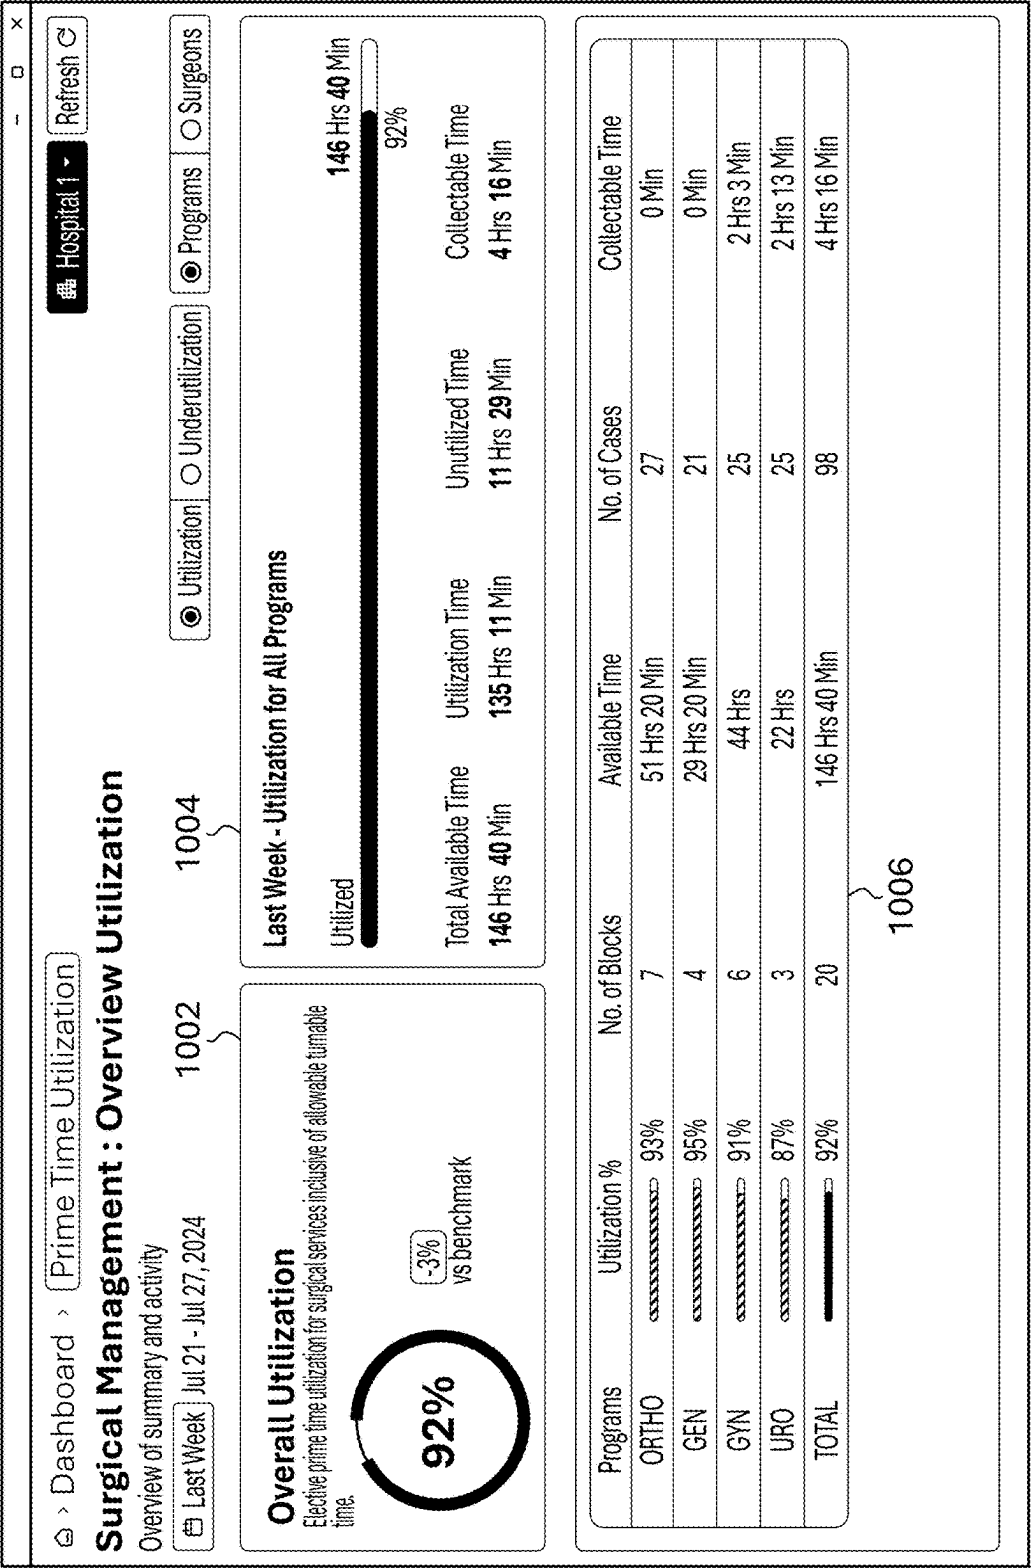 Dashboard > Prime Time Utilization
Hospital 1
Refresh
Surgical Management : Overview Utilization
Overview of summary and activity
Last Week Jul 21 - Jul 27, 2024
Utilization Underutilization Programs Surgeons
1002
1004
Overall Utilization
Elective prime time utilization for surgical services inclusive of allowable turnable
time.
92%
-3%
vs benchmark
Last Week - Utilization for All Programs
Utilized 146 Hrs 40 Min
92%
Total Available Time Utilization Time Unutilized Time Collectable Time
146 Hrs 40 Min 135 Hrs 11 Min 11 Hrs 29 Min 4 Hrs 16 Min
Programs Utilization % No. of Blocks Available Time No. of Cases Collectable Time
ORTHO 93% 7 51 Hrs 20 Min 27 0 Min
GEN 95% 4 29 Hrs 20 Min 21 0 Min
GYN 91% 6 44 Hrs 25 2 Hrs 3 Min
URO 87% 3 22 Hrs 25 2 Hrs 13 Min
TOTAL 92% 20 146 Hrs 40 Min 98 4 Hrs 16 Min
1006